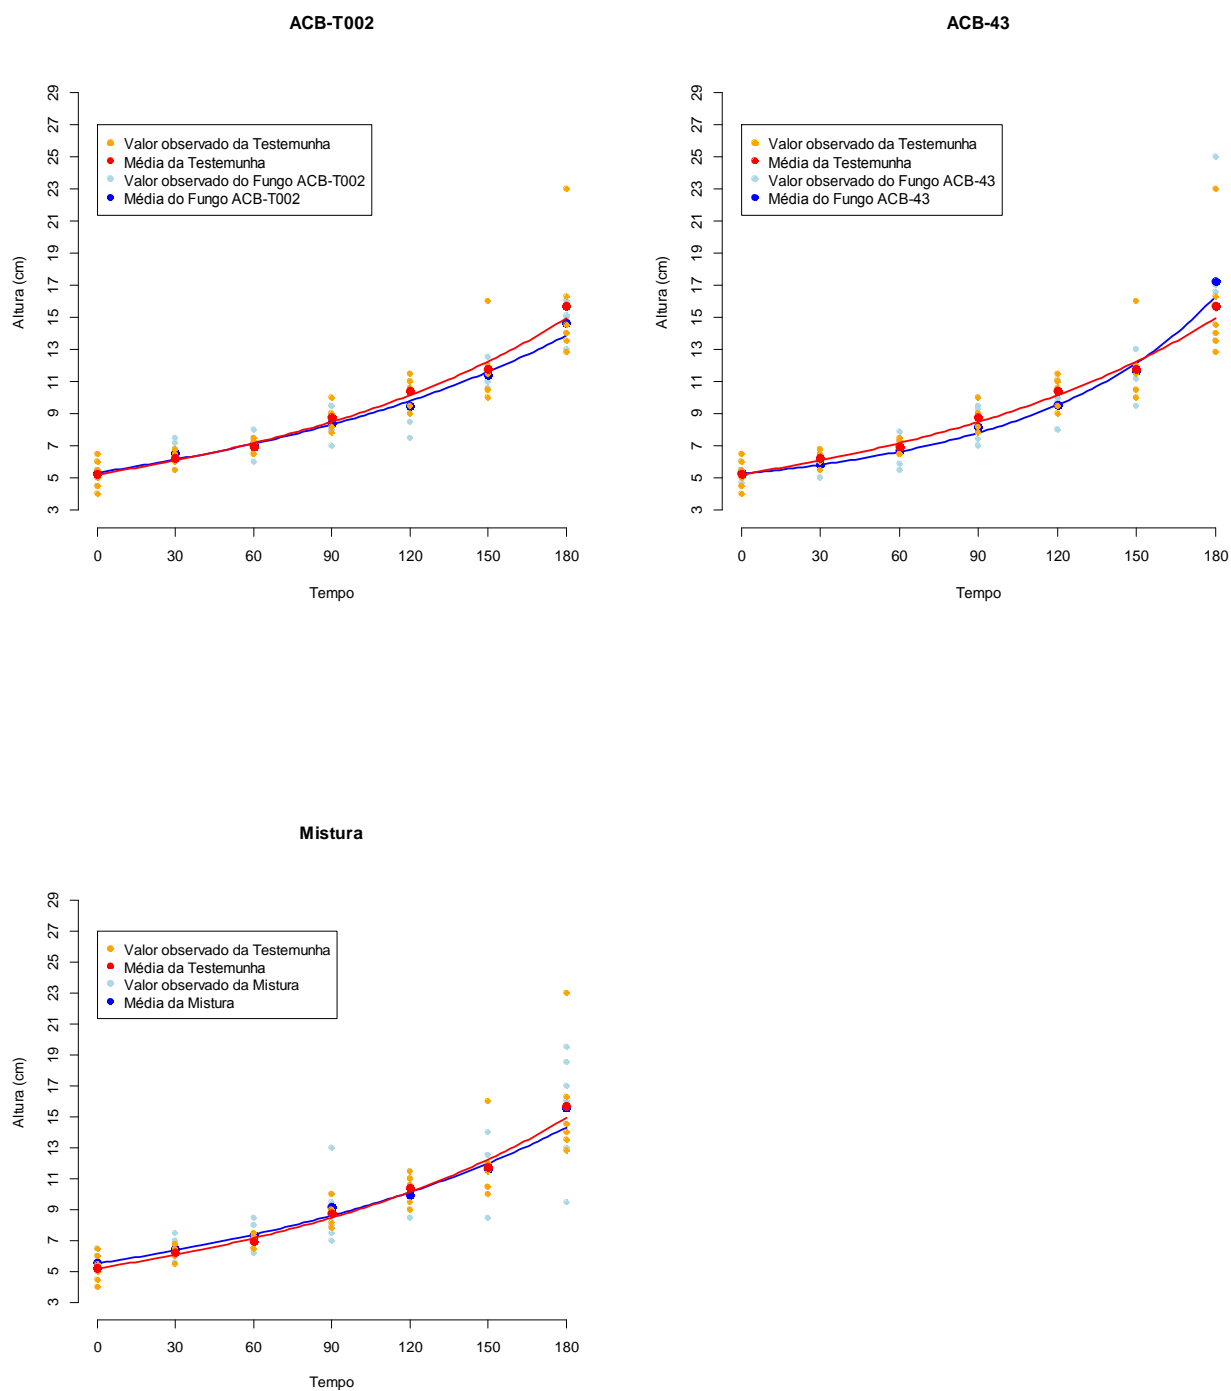 ACB-T002
Altura (cm)
29
27
25
23
21
19
17
15
13
11
9
7
5
3
Valor observado da Testemunha
Média da Testemunha
Valor observado do Fungo ACB-T002
Média do Fungo ACB-T002
0 30 60 90 120 150 180
Tempo
ACB-43
Altura (cm)
29
27
25
23
21
19
17
15
13
11
9
7
5
3
Valor observado da Testemunha
Média da Testemunha
Valor observado do Fungo ACB-43
Média do Fungo ACB-43
0 30 60 90 120 150 180
Tempo
Mistura
Altura (cm)
29
27
25
23
21
19
17
15
13
11
9
7
5
3
Valor observado da Testemunha
Média da Testemunha
Valor observado da Mistura
Média da Mistura
0 30 60 90 120 150 180
Tempo